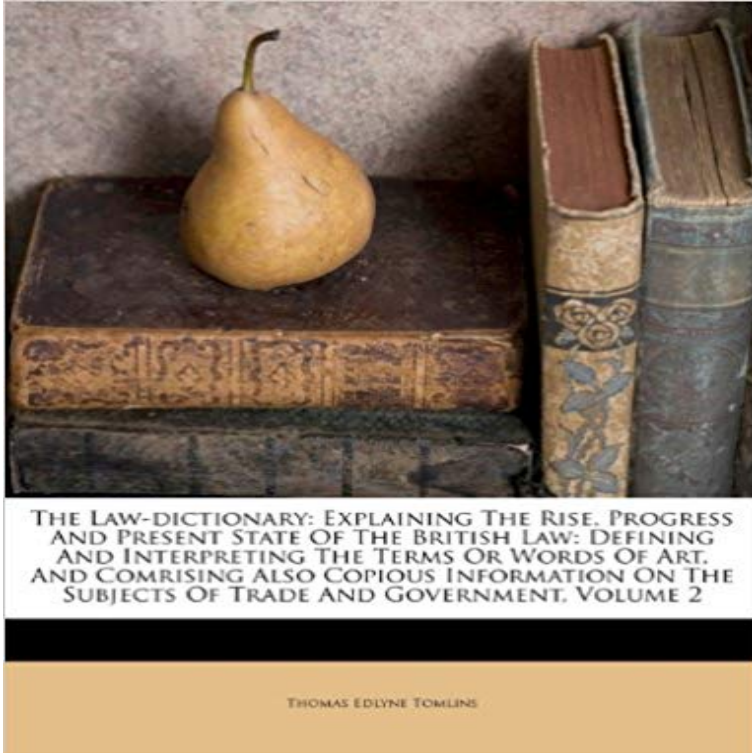 The Law-dictionary: Explaining The Rise, Progress
And Present State Of The British Law: Defining
And Interpreting The Terms Or Words Of Art,
And Comrising Also Copious Information On The
Subjects Of Trade And Government, Volume 2
Thomas Edlyne Tomlins